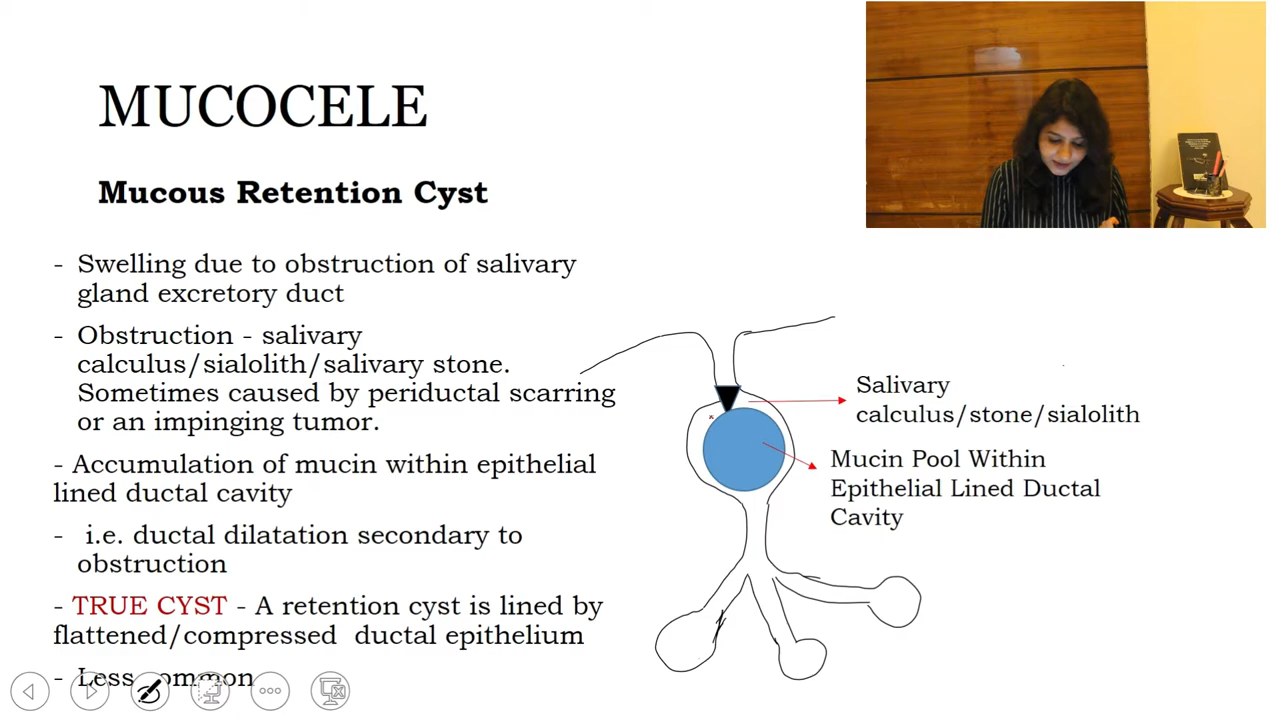 MUCOCELE
Mucous Retention Cyst
- Swelling due to obstruction of salivary
gland excretory duct
- Obstruction - salivary
calculus/sialolith/salivary stone.
Sometimes caused by periductal scarring
or an impinging tumor.
- Accumulation of mucin within epithelial
lined ductal cavity
- i.e. ductal dilatation secondary to
obstruction
- TRUE CYST - A retention cyst is lined by
flattened/compressed ductal epithelium
- Less common
Salivary
calculus/stone/sialolith
Mucin Pool Within
Epithelial Lined Ductal
Cavity